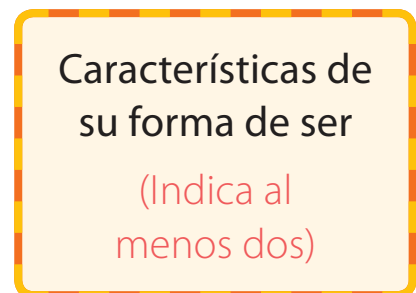 Características de
su forma de ser
(Indica al
menos dos)